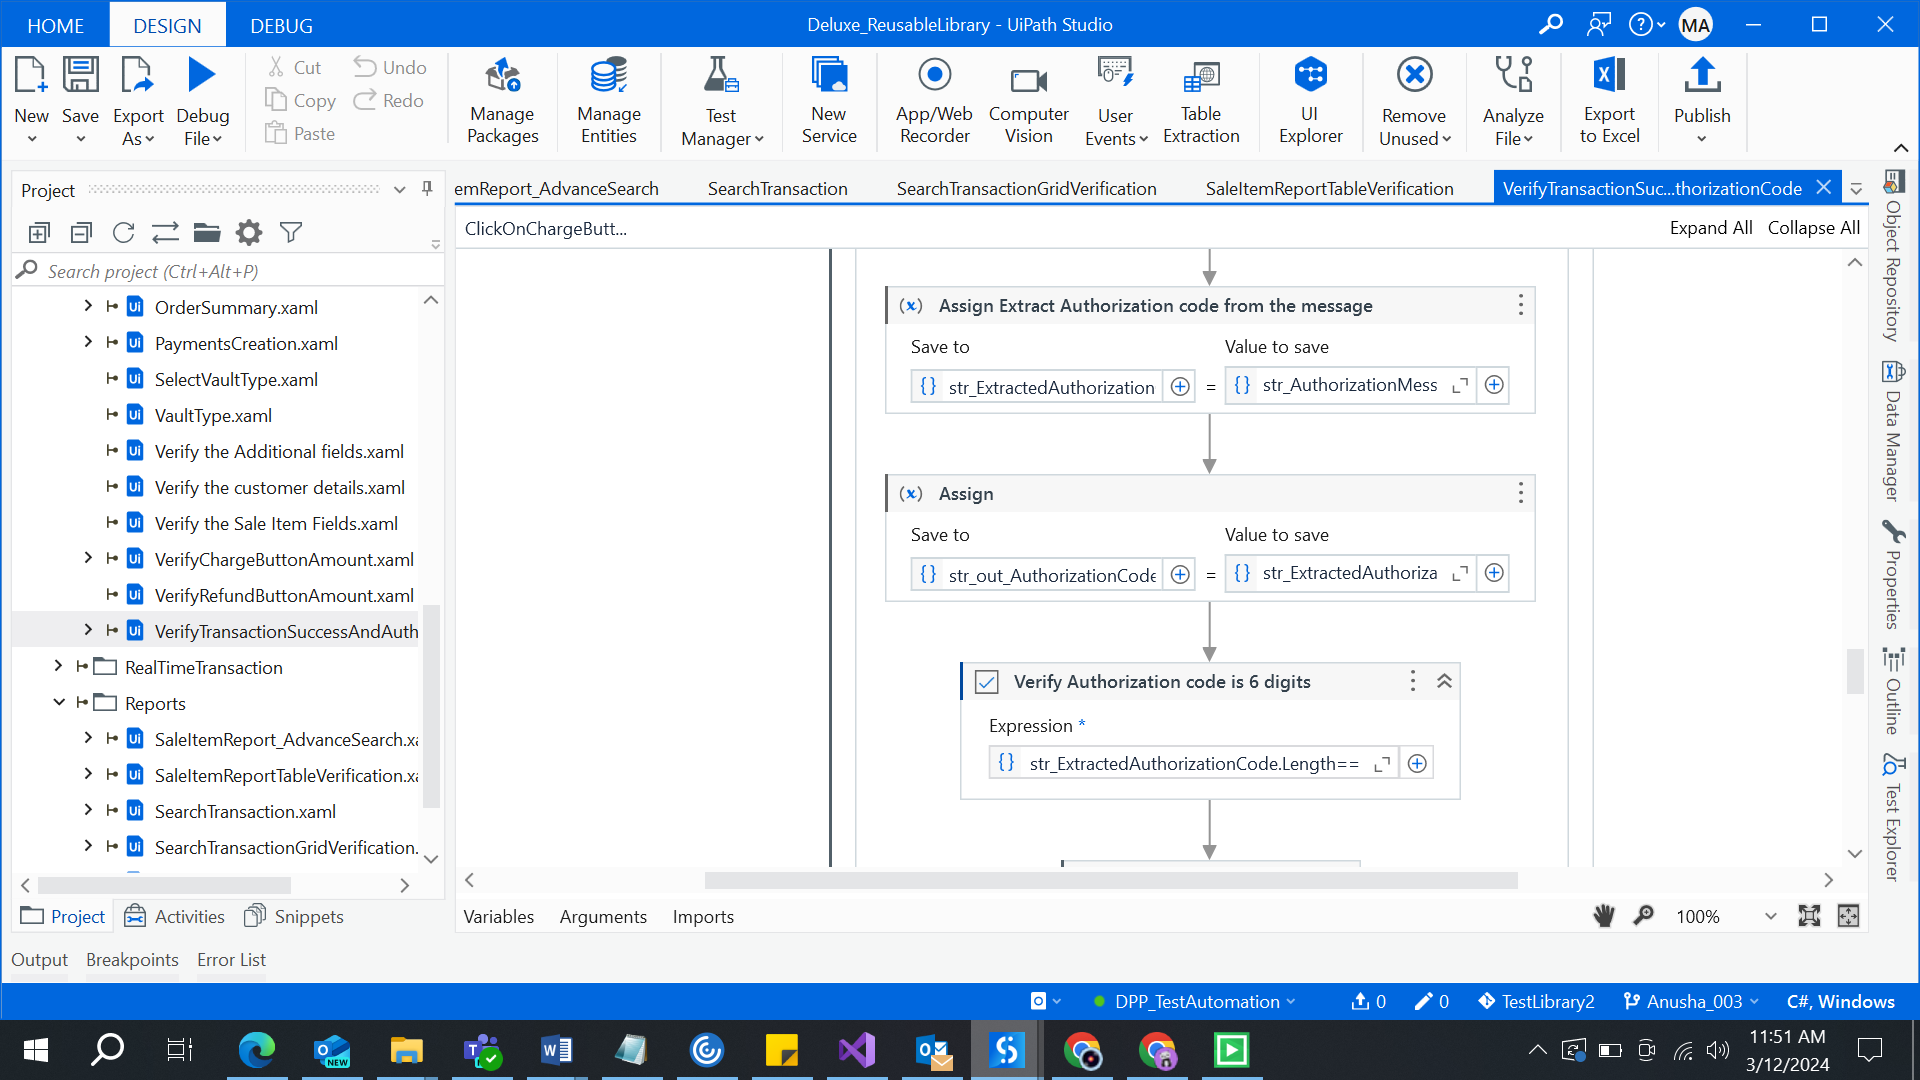 HOME DESIGN DEBUG Deluxe_ReusableLibrary - UiPath Studio MA
New Save Export As Debug File Cut Copy Paste Undo Redo Manage Packages Manage Entities Test Manager New Service App/Web Recorder Computer Vision User Events Table Extraction UI Explorer Remove Unused Analyze File Export to Excel Publish
Project
Search project (Ctrl+Alt+P)
OrderSummary.xaml
PaymentsCreation.xaml
SelectVaultType.xaml
VaultType.xaml
Verify the Additional fields.xaml
Verify the customer details.xaml
Verify the Sale Item Fields.xaml
VerifyChargeButtonAmount.xaml
VerifyRefundButtonAmount.xaml
VerifyTransactionSuccessAndAuth
RealTimeTransaction
Reports
SaleItemReport_AdvanceSearch.xa
SaleItemReportTableVerification.xa
SearchTransaction.xaml
SearchTransactionGridVerification.
Project Activities Snippets
emReport_AdvanceSearch SearchTransaction SearchTransactionGridVerification SaleItemReportTableVerification VerifyTransactionSuc...thorizationCode
ClickOnChargeButt... Expand All Collapse All
(x) Assign Extract Authorization code from the message
Save to Value to save
{} str_ExtractedAuthorization = {} str_AuthorizationMess
(x) Assign
Save to Value to save
{} str_out_AuthorizationCode = {} str_ExtractedAuthoriza
Verify Authorization code is 6 digits
Expression *
{} str_ExtractedAuthorizationCode.Length==
Variables Arguments Imports 100%
Object Repository
Data Manager
Properties
Outline
Test Explorer
Output Breakpoints Error List
DPP_TestAutomation 0 0 TestLibrary2 Anusha_003 C#, Windows
NEW
11:51 AM
3/12/2024